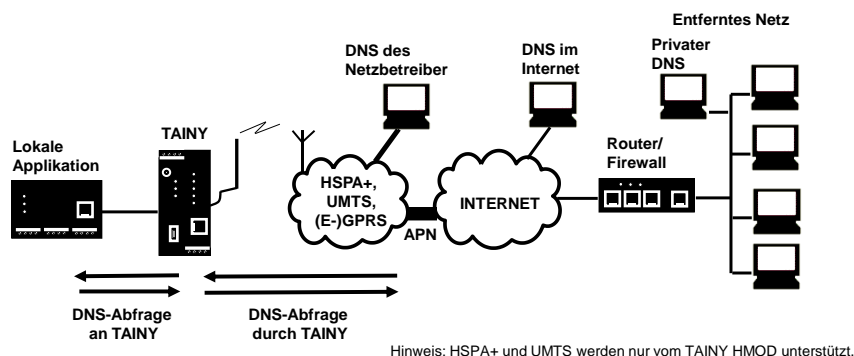 Entferntes Netz
DNS des
Netzbetreiber
DNS im
Internet
Privater
DNS
Lokale
Applikation
TAINY
Router/
Firewall
HSPA+,
UMTS,
(E-)GPRS
APN
INTERNET
DNS-Abfrage
an TAINY
DNS-Abfrage
durch TAINY
Hinweis: HSPA+ und UMTS werden nur vom TAINY HMOD unterstützt.